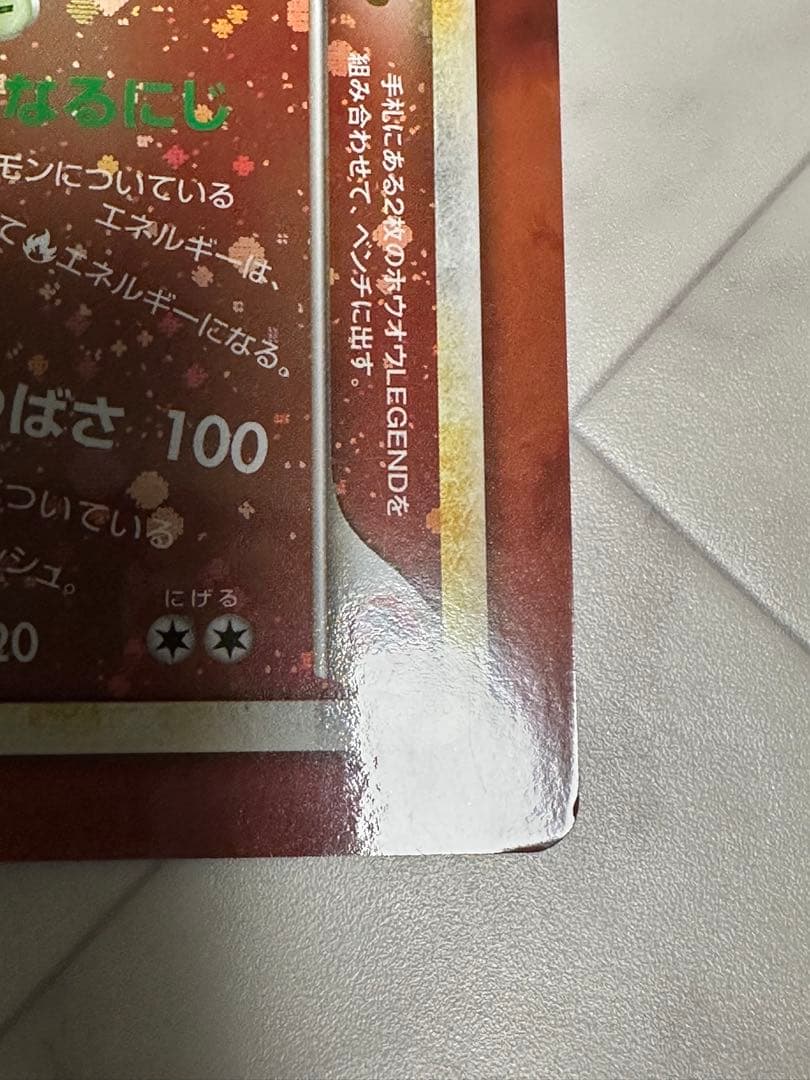 なるにじ
モンについている
エネルギーは、
て エネルギーになる。
ばさ 100
ついている
シュ。
にげる
20
手札にある2枚のホウオウLEGENDを
組み合わせて、ベンチに出す。